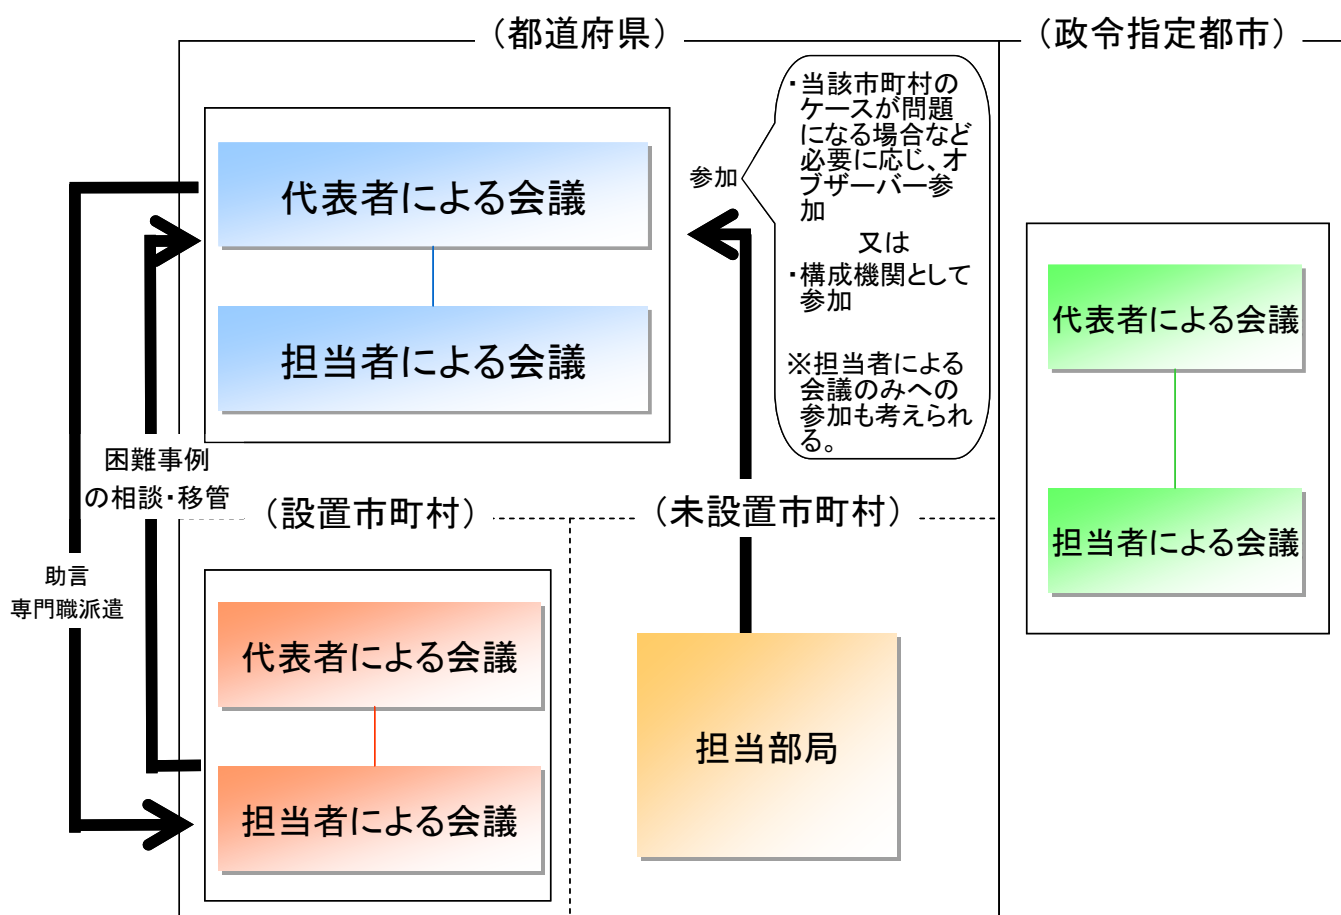 （都道府県）
（政令指定都市）
代表者による会議
担当者による会議
参加
・当該市町村の
ケースが問題
になる場合など
必要に応じ、オ
ブザーバー参
加
又は
・構成機関として
参加
※担当者による
会議のみへの
参加も考えられ
る。
代表者による会議
担当者による会議
困難事例
の相談・移管
助言
専門職派遣
（設置市町村）
（未設置市町村）
代表者による会議
担当者による会議
担当部局